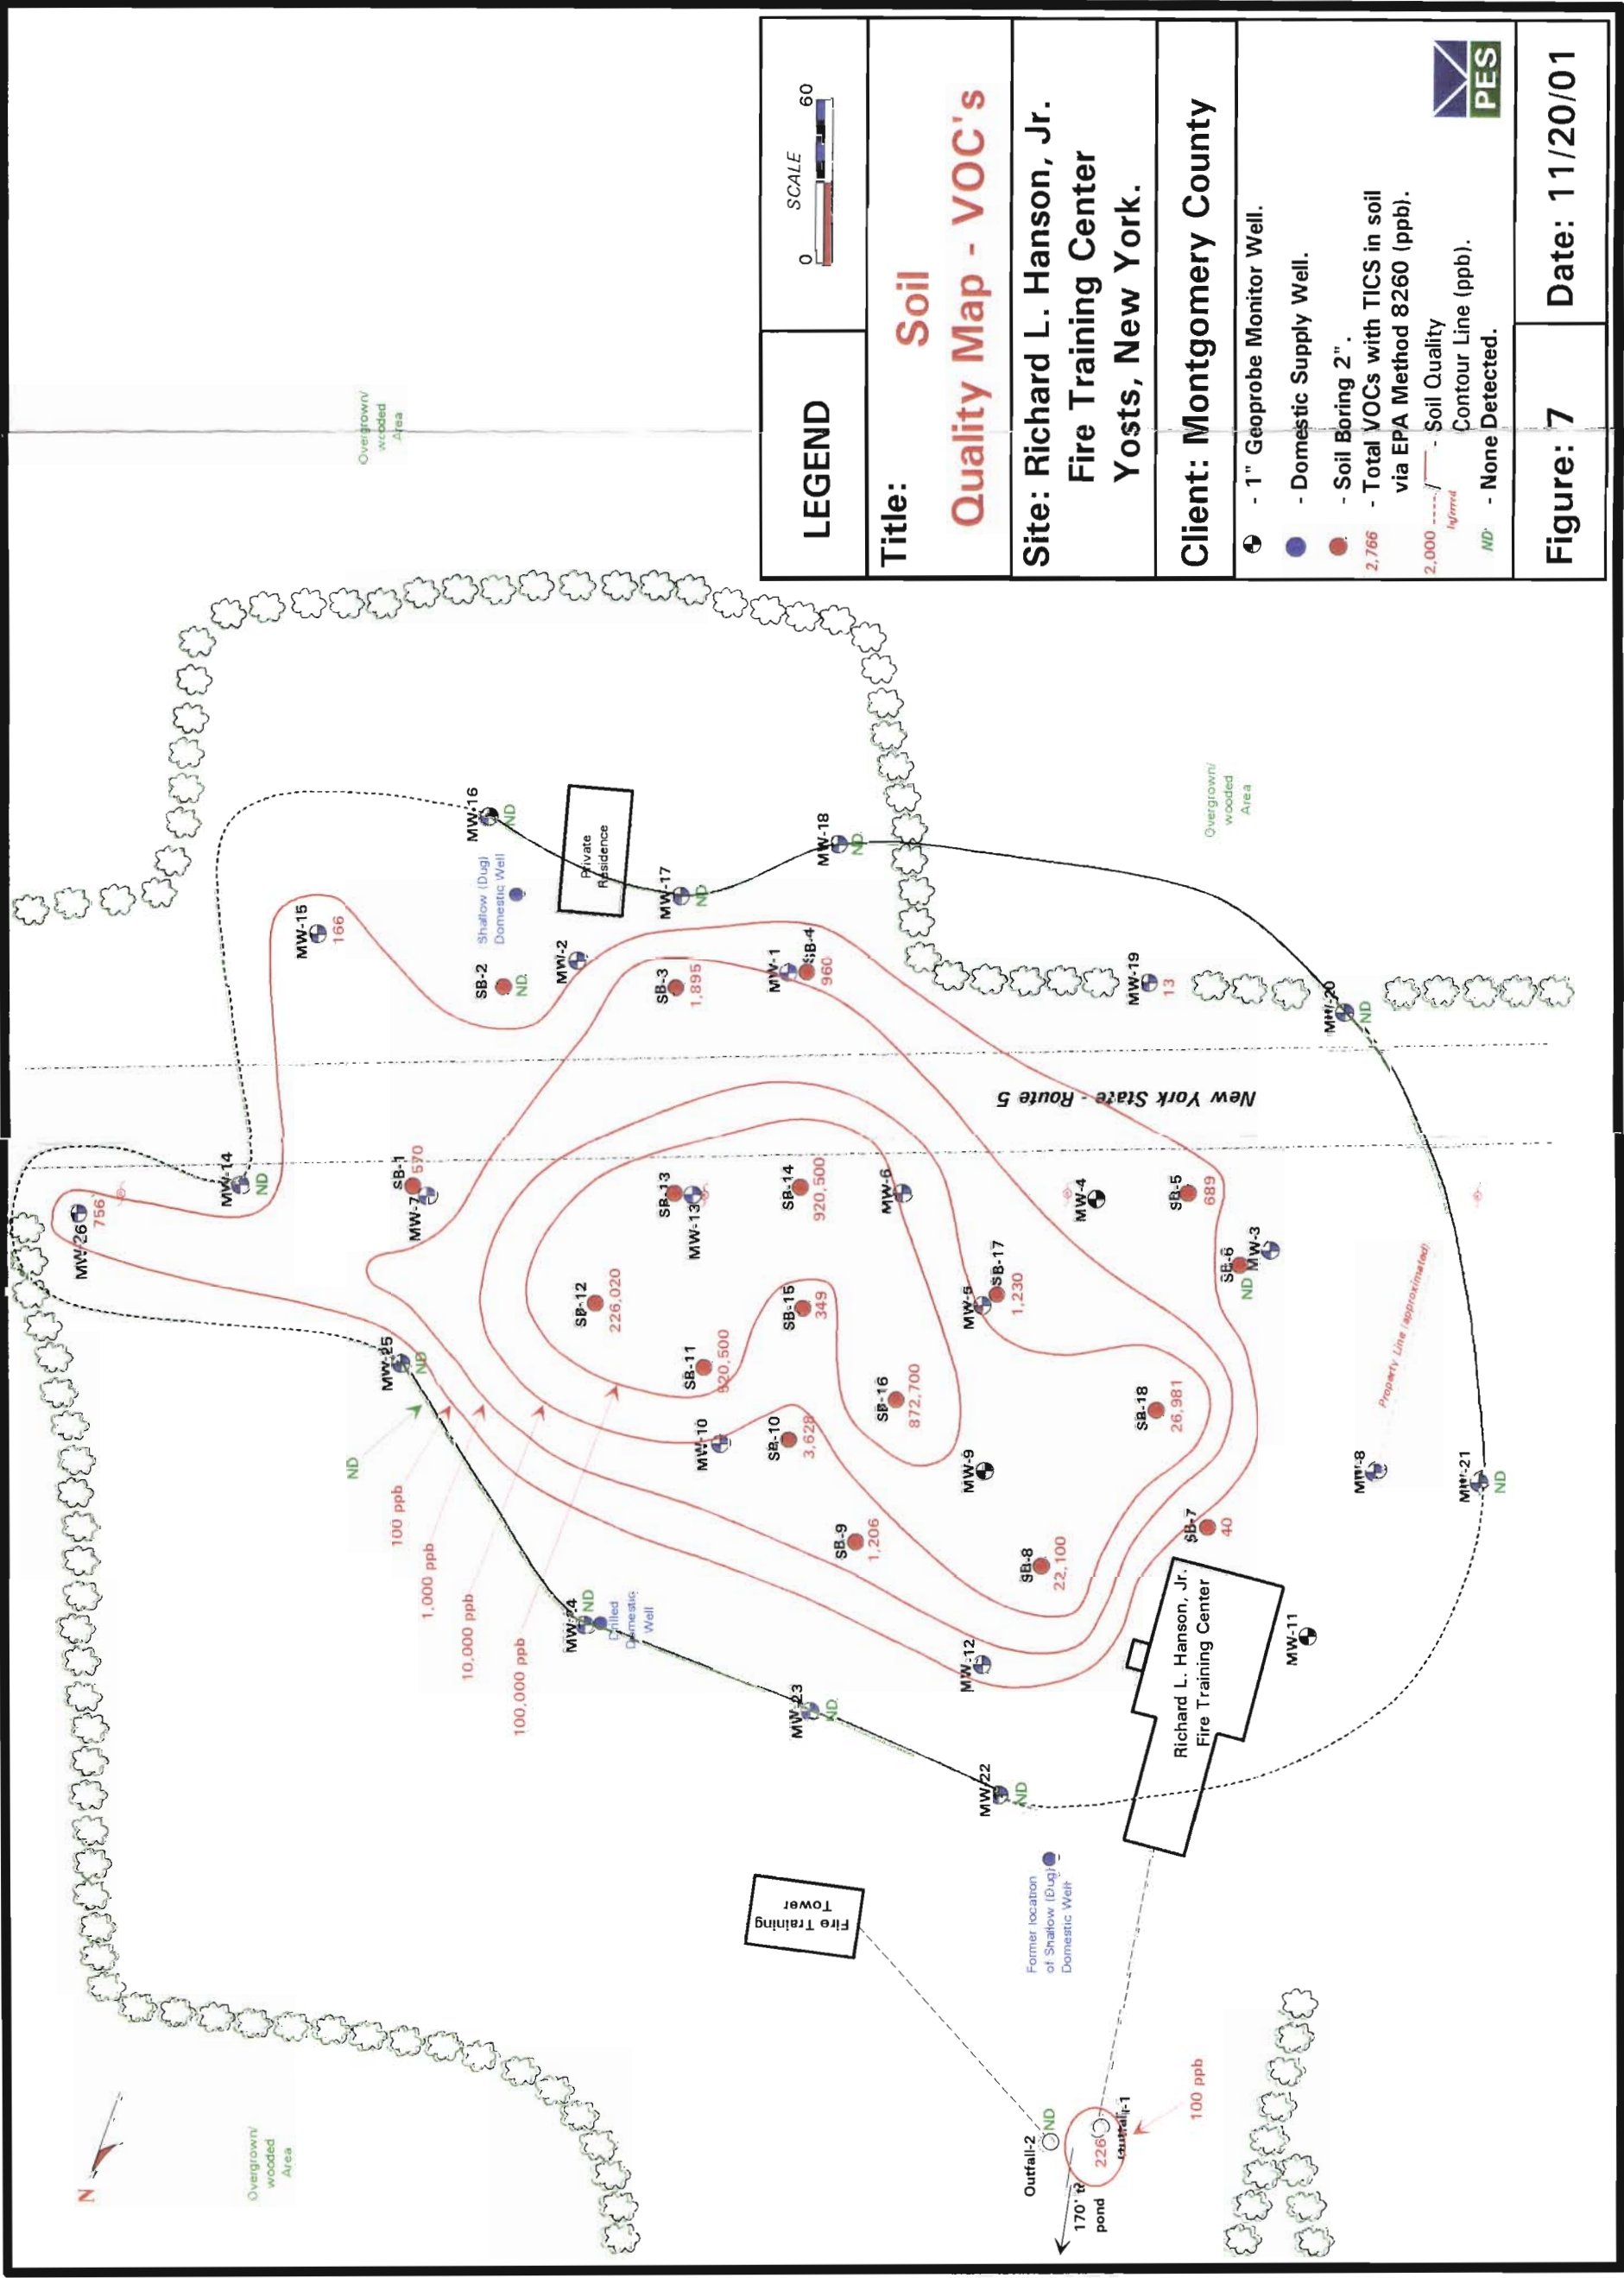 LEGEND
SCALE
0
60
Title:
Soil
Quality Map - VOC's
Site: Richard L. Hanson, Jr.
Fire Training Center
Yosts, New York.
Client: Montgomery County
- 1" Geoprobe Monitor Well.
- Domestic Supply Well.
- Soil Boring 2".
2,766 - Total VOCs with TICS in soil
via EPA Method 8260 (ppb).
2,000 - Soil Quality
Inferred
Contour Line (ppb).
ND - None Detected.
PES
Figure: 7
Date: 11/20/01
N
Overgrown/
wooded
Area
Overgrown/
wooded
Area
Overgrown/
wooded
Area
MW-26
756
MW-14
ND
MW-15
166
MW-16
ND
Shallow (Dug)
Domestic Well
Private
Residence
MW-17
ND
MW-18
ND
SB-2
ND
MW-2
SB-3
1,895
MW-1
SB-4
960
MW-19
13
MW-20
ND
New York State - Route 5
SB-1
570
MW-7
SB-13
MW-13
SB-14
920,500
MW-6
MW-4
SB-5
689
SB-6
ND
MW-3
SB-12
226,020
SB-15
349
MW-5
SB-17
1,230
MW-25
ND
SB-11
SB-16
872,700
SB-18
26,981
MW-10
SB-10
3,628
MW-9
MW-8
MW-21
ND
Property Line (approximated)
ND
100 ppb
1,000 ppb
10,000 ppb
100,000 ppb
SB-9
1,206
SB-8
22,100
SB-7
40
MW-24
ND
Drilled
Domestic
Well
MW-12
MW-11
MW-23
ND
MW-22
ND
Richard L. Hanson, Jr.
Fire Training Center
Fire Training
Tower
Former location
of Shallow (Dug)
Domestic Well
Outfall-2
ND
226
Outfall-1
100 ppb
170' to
pond